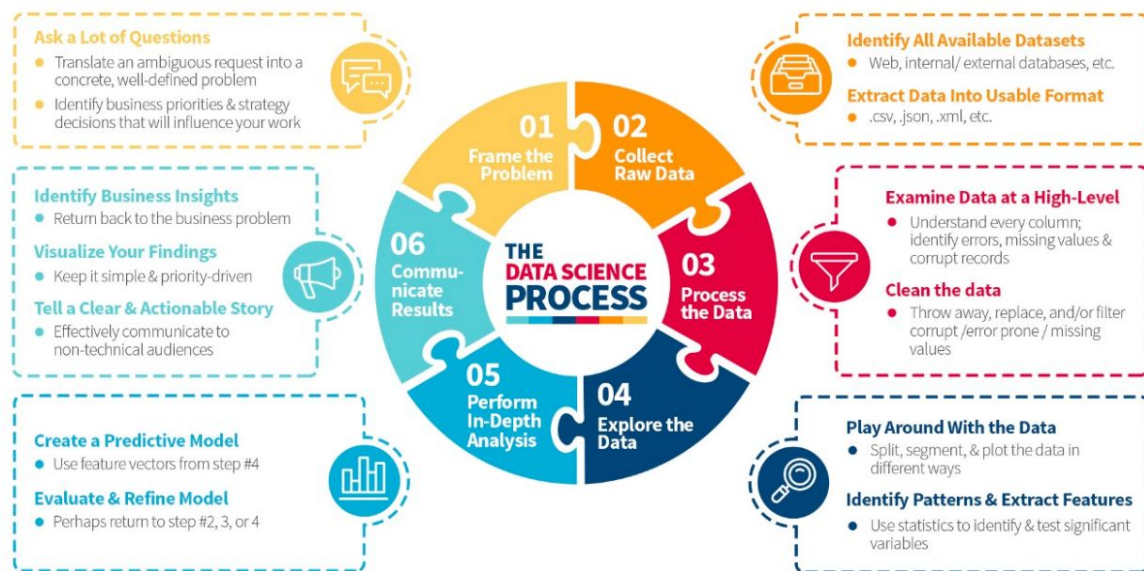 Ask a Lot of Questions
Translate an ambiguous request into a
concrete, well-defined problem
Identify business priorities & strategy
decisions that will influence your work
Identify All Available Datasets
Web, internal/ external databases, etc.
Extract Data Into Usable Format
.csv, .json, .xml, etc.
01
Frame the
Problem
02
Collect
Raw Data
Identify Business Insights
Return back to the business problem
Visualize Your Findings
Keep it simple & priority-driven
Tell a Clear & Actionable Story
Effectively communicate to
non-technical audiences
06
Commu-
nicate
Results
THE
DATA SCIENCE
PROCESS
03
Process
the Data
Examine Data at a High-Level
Understand every column;
identify errors, missing values &
corrupt records
Clean the data
Throw away, replace, and/or filter
corrupt /error prone / missing
values
05
Perform
In-Depth
Analysis
04
Explore the
Data
Create a Predictive Model
Use feature vectors from step #4
Evaluate & Refine Model
Perhaps return to step #2, 3, or 4
Play Around With the Data
Split, segment, & plot the data in
different ways
Identify Patterns & Extract Features
Use statistics to identify & test significant
variables